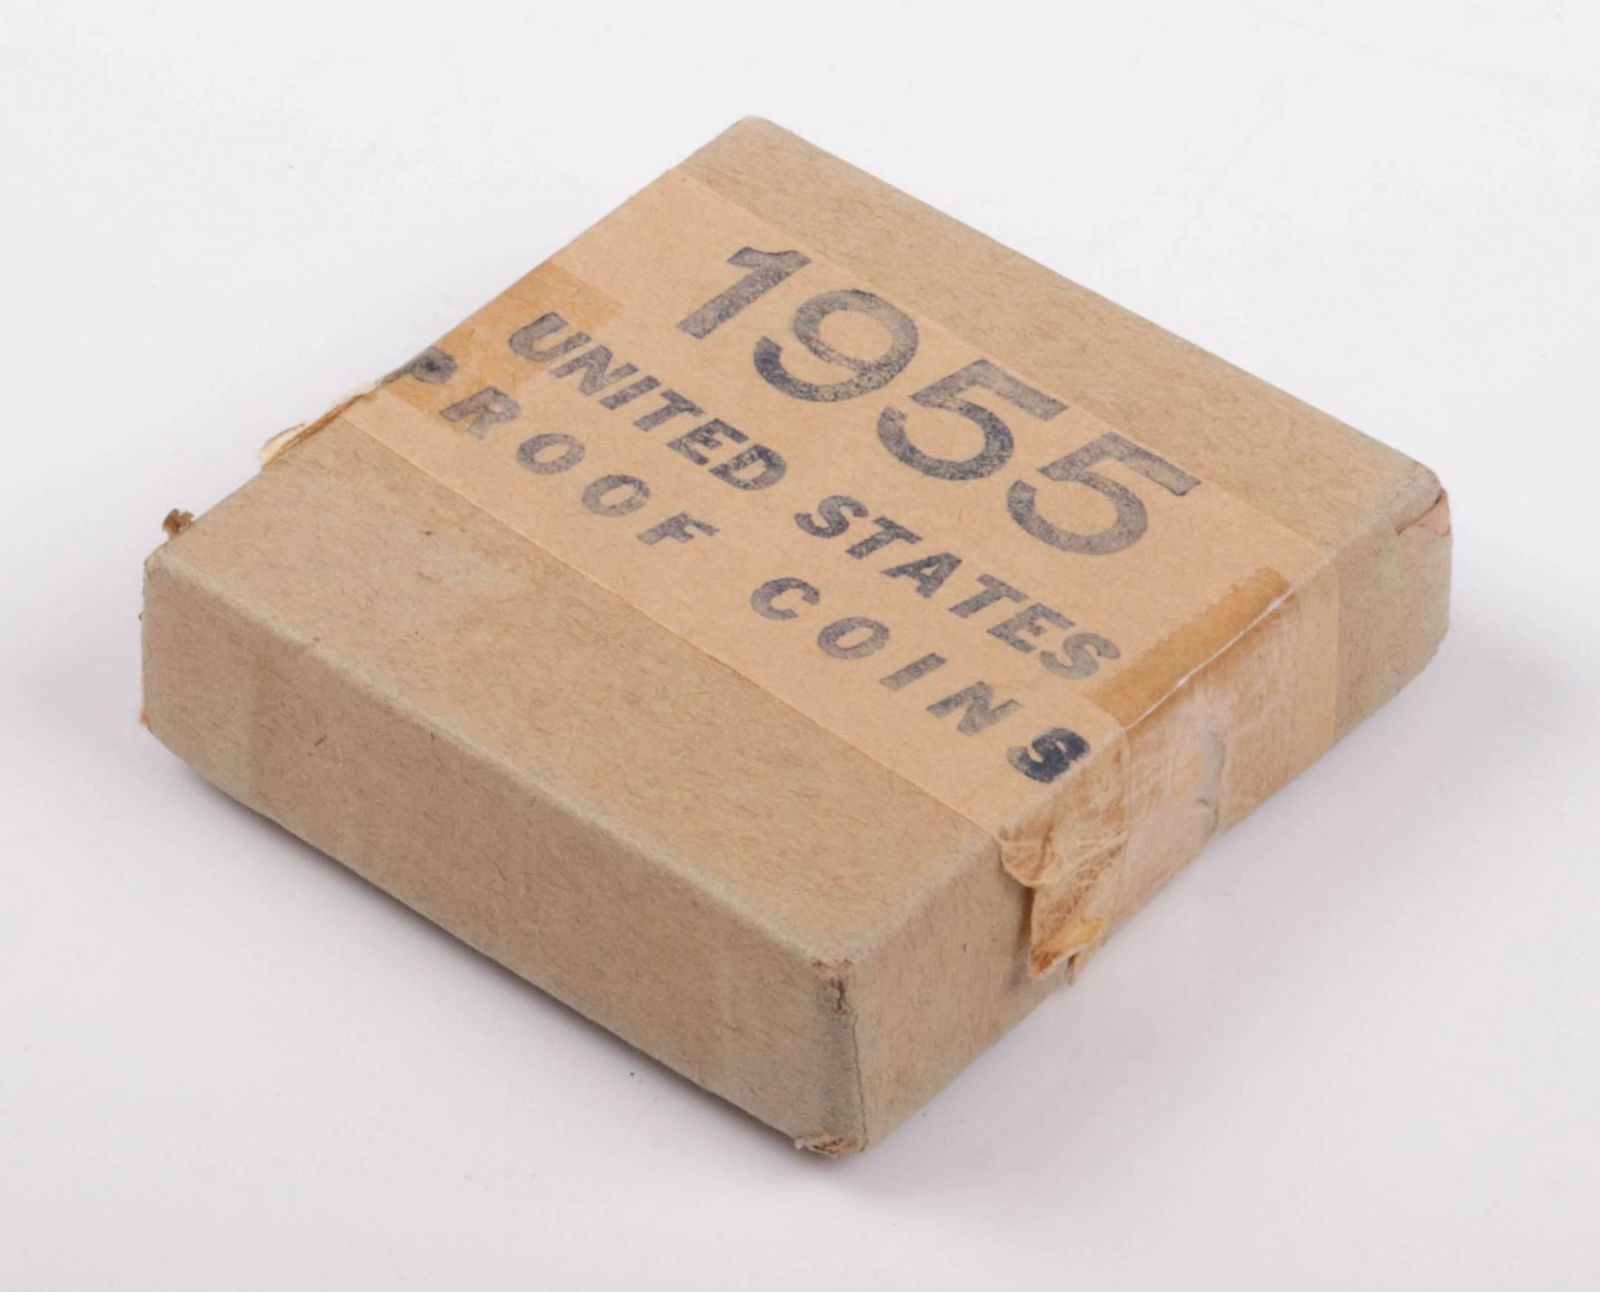 1955
UNITED STATES
PROOF COINS